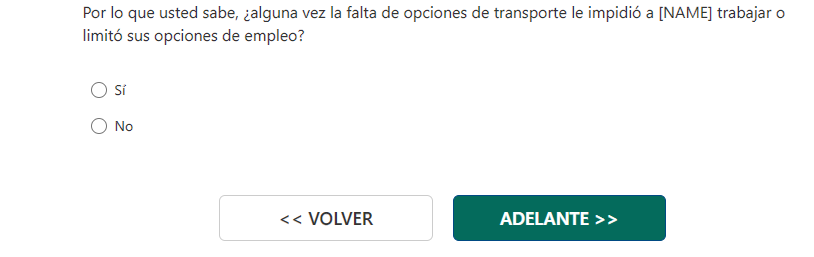 Por lo que usted sabe, ¿alguna vez la falta de opciones de transporte le impidió a [NAME] trabajar o
limitó sus opciones de empleo?
Sí
No
<< VOLVER
ADELANTE >>